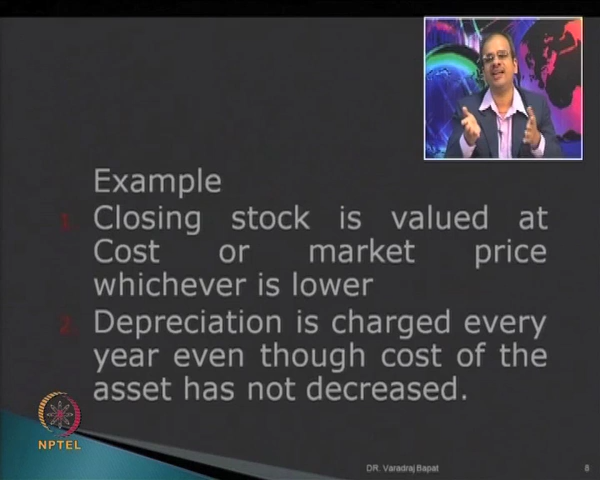 Example
1. Closing stock is valued at
Cost or market price
whichever is lower
2. Depreciation is charged every
year even though cost of the
asset has not decreased.
NPTEL
DR. Varadraj Bapat
8